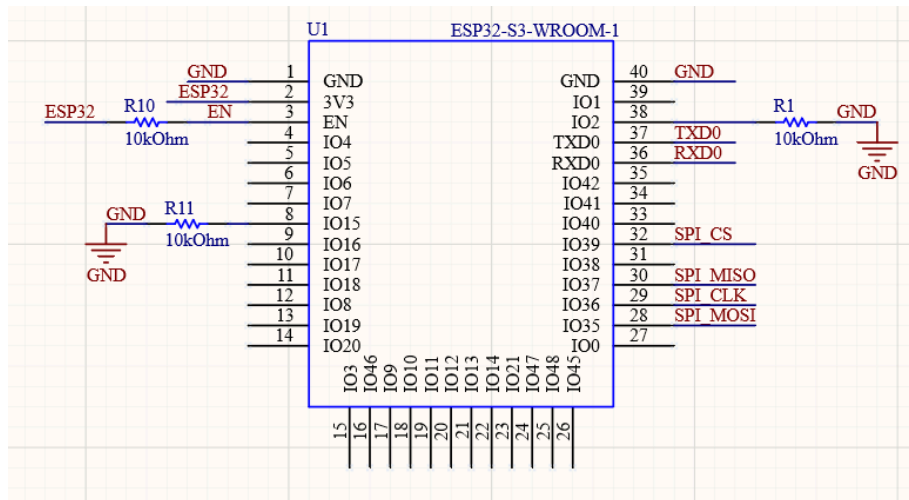 U1 ESP32-S3-WROOM-1
GND 1 GND GND 40 GND
ESP32 2 3V3 IO1 39
ESP32 R10 EN 3 EN IO2 38 R1 GND
10kOhm 4 IO4 TXD0 37 TXD0 10kOhm
5 IO5 RXD0 36 RXD0
GND
6 IO6 IO42 35
7 IO7 IO41 34
GND R11 8 IO15 IO40 33
10kOhm 9 IO16 IO39 32 SPI_CS
10 IO17 IO38 31
GND
11 IO18 IO37 30 SPI_MISO
12 IO8 IO36 29 SPI_CLK
13 IO19 IO35 28 SPI_MOSI
14 IO20 IO0 27
IO3 IO46 IO9 IO10 IO11 IO12 IO13 IO14 IO21 IO47 IO48 IO45
15 16 17 18 19 20 21 22 23 24 25 26